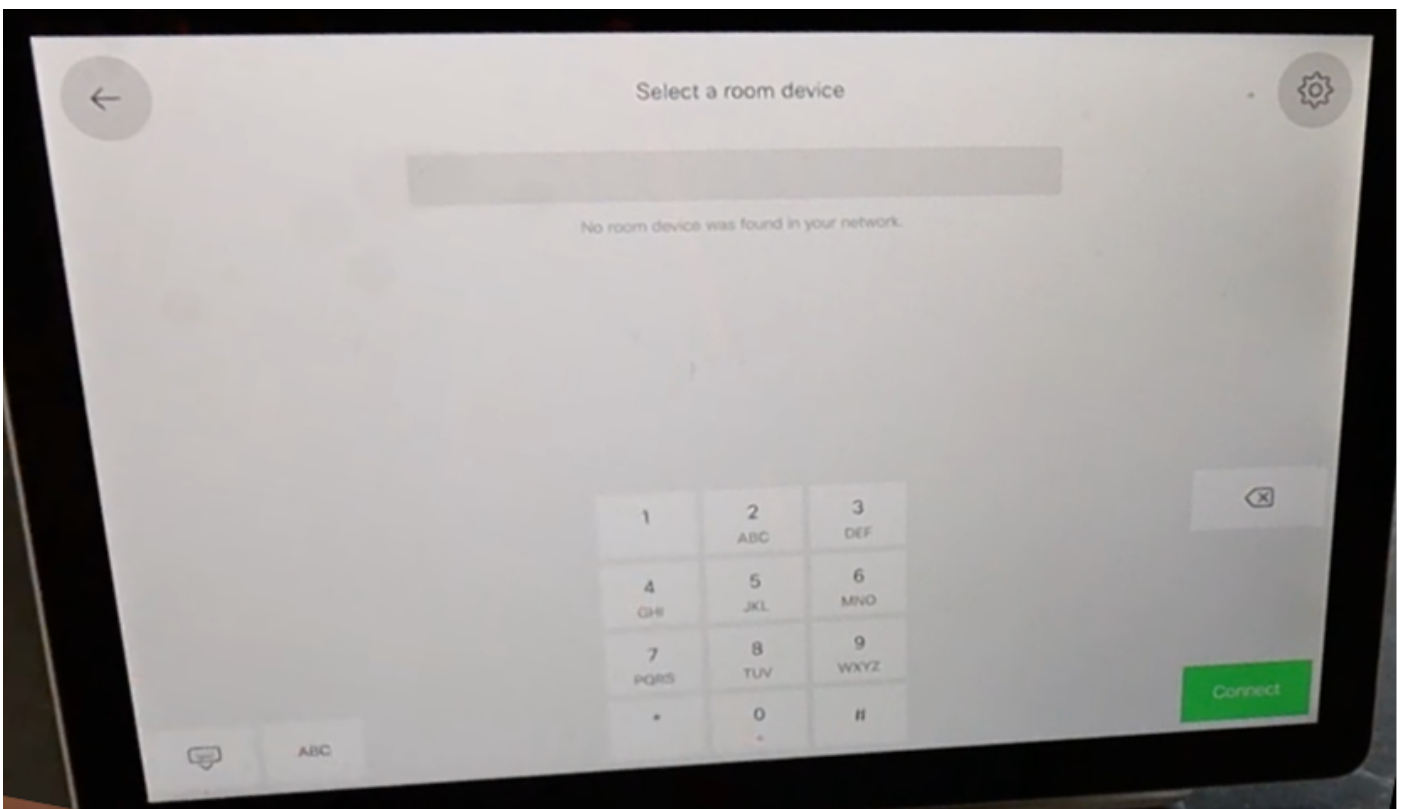 Select a room device
No room device was found in your network.
1
2
3
ABC
DEF
4
5
6
GHI
JKL
MNO
7
8
9
PQRS
TUV
WXYZ
*
0
#
+
Connect
ABC